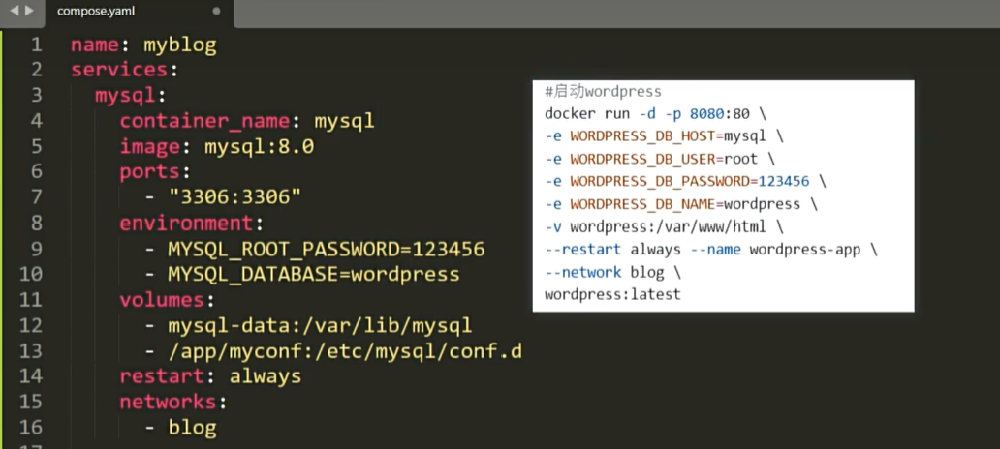 compose.yaml
1 name: myblog
2 services:
3 mysql:
4 container_name: mysql
5 image: mysql:8.0
6 ports:
7 - "3306:3306"
8 environment:
9 - MYSQL_ROOT_PASSWORD=123456
10 - MYSQL_DATABASE=wordpress
11 volumes:
12 - mysql-data:/var/lib/mysql
13 - /app/myconf:/etc/mysql/conf.d
14 restart: always
15 networks:
16 - blog
17
#启动wordpress
docker run -d -p 8080:80 \
-e WORDPRESS_DB_HOST=mysql \
-e WORDPRESS_DB_USER=root \
-e WORDPRESS_DB_PASSWORD=123456 \
-e WORDPRESS_DB_NAME=wordpress \
-v wordpress:/var/www/html \
--restart always --name wordpress-app \
--network blog \
wordpress:latest